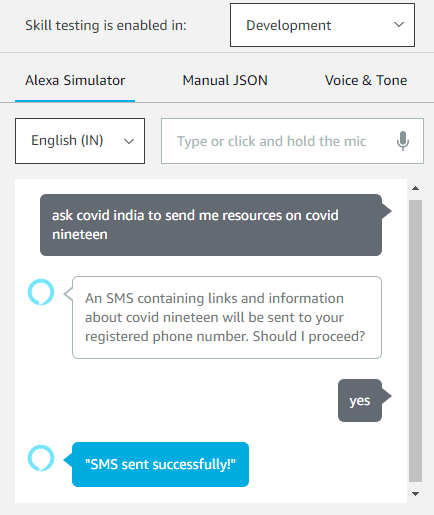 Skill testing is enabled in:
Development
Alexa Simulator
Manual JSON
Voice & Tone
English (IN)
Type or click and hold the mic
ask covid india to send me resources on covid
nineteen
An SMS containing links and information
about covid nineteen will be sent to your
registered phone number. Should I proceed?
yes
"SMS sent successfully!"